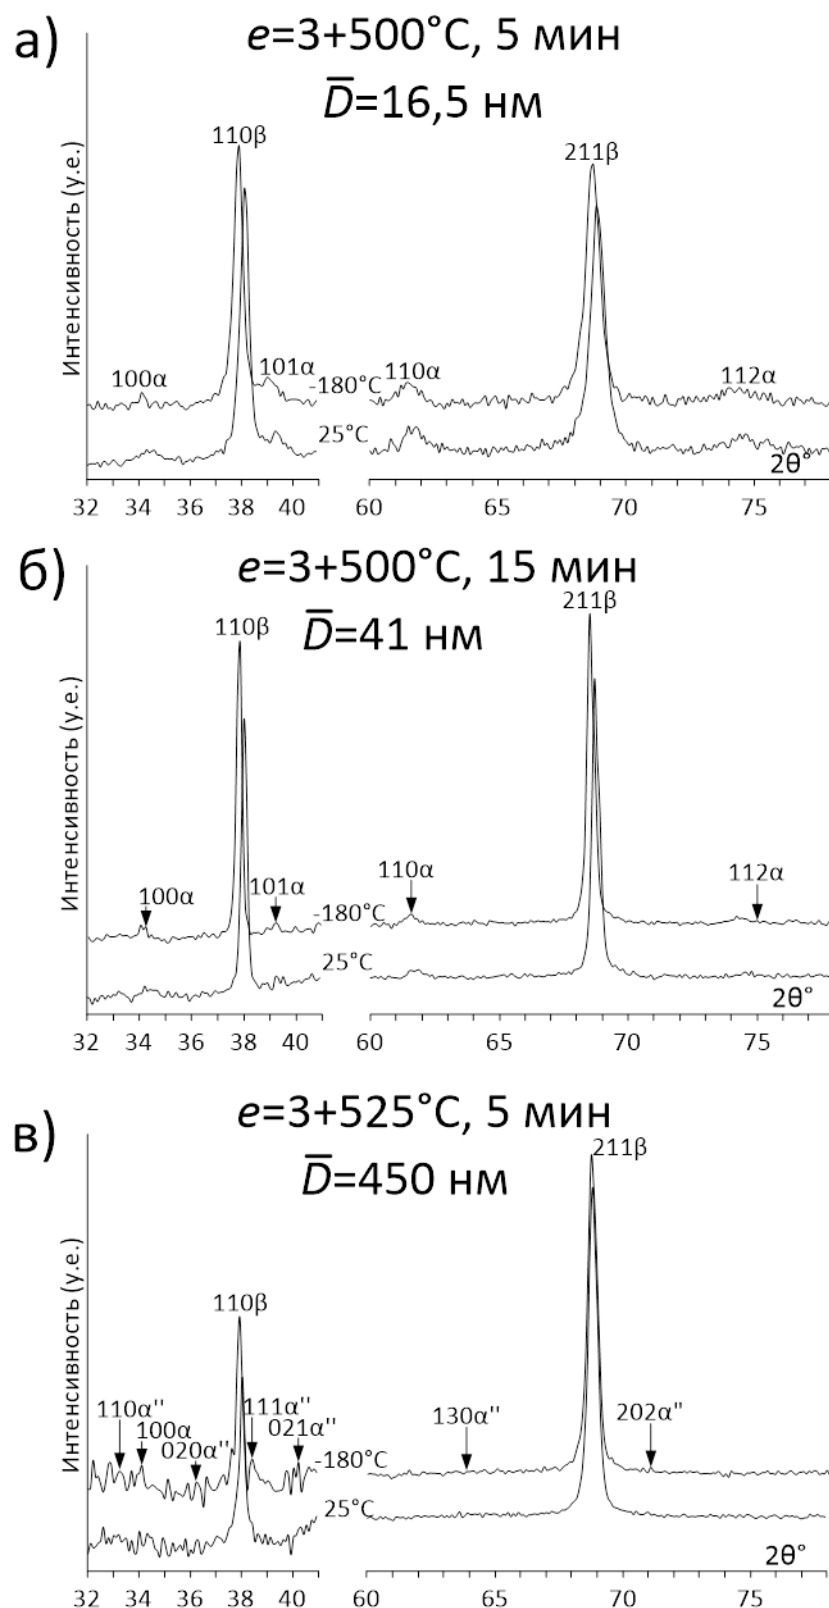 а)
e=3+500°C, 5 мин
D̅=16,5 нм
Интенсивность (у.е.)
110β
211β
100α
101α
-180°C
110α
112α
25°C
2θ°
32 34 36 38 40 60 65 70 75
б)
e=3+500°C, 15 мин
D̅=41 нм
Интенсивность (у.е.)
110β
211β
100α
101α
-180°C
110α
112α
25°C
2θ°
32 34 36 38 40 60 65 70 75
в)
e=3+525°C, 5 мин
D̅=450 нм
Интенсивность (у.е.)
110β
211β
110α''
100α
020α''
111α''
021α''
-180°C
130α''
202α''
25°C
2θ°
32 34 36 38 40 60 65 70 75